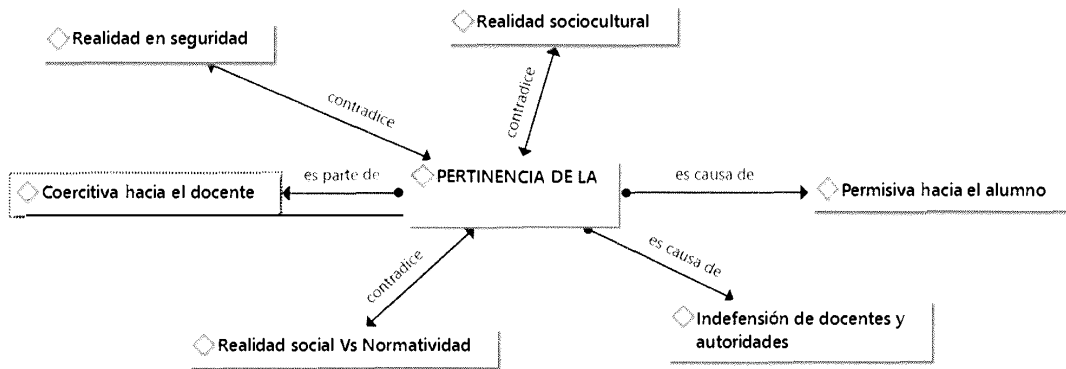 Realidad sociocultural
Realidad en seguridad
contradice
contradice
es parte de
PERTINENCIA DE LA
es causa de
Coercitiva hacia el docente
Permisiva hacia el alumno
contradice
es causa de
Indefensión de docentes y
autoridades
Realidad social Vs Normatividad